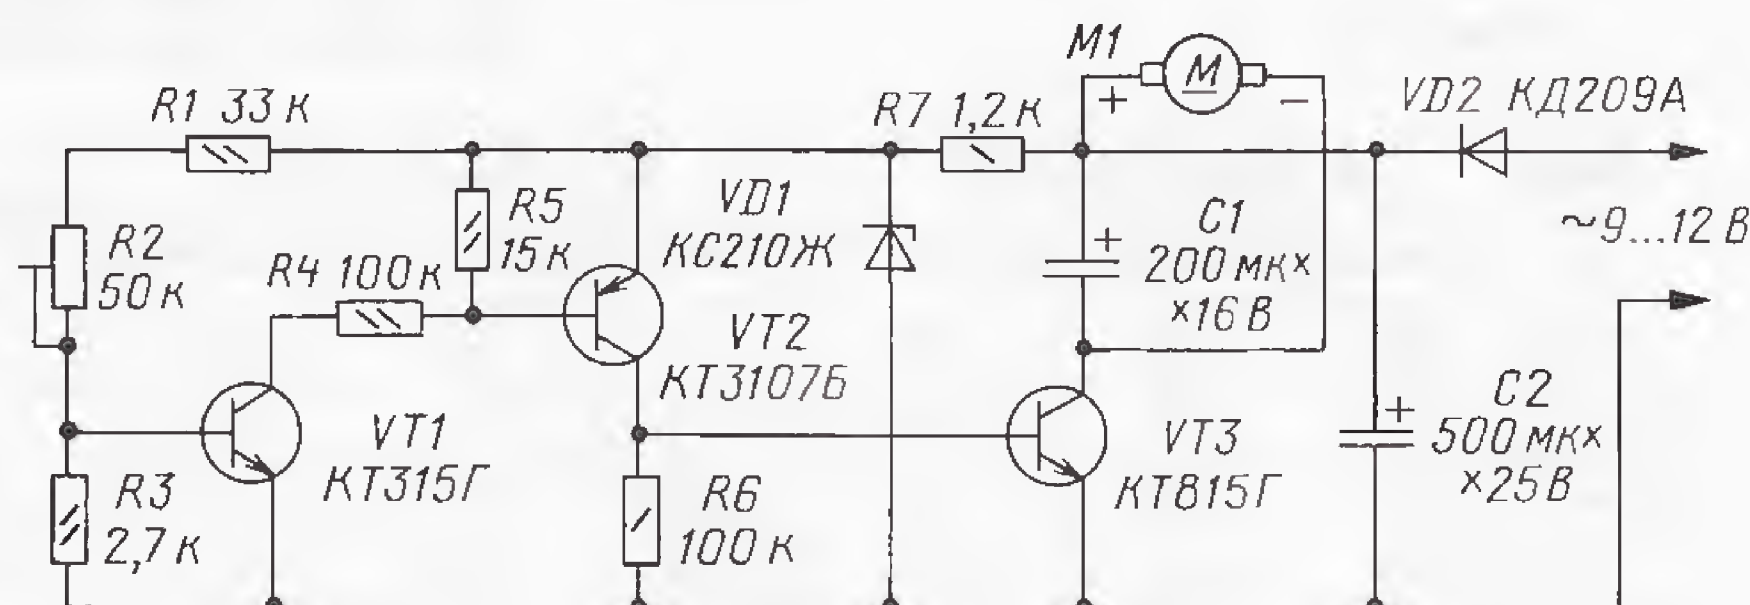 M1
M
+
−
R1 33 к
R7 1,2 к
VD2 КД209А
R2
50 к
R5
15 к
R4 100 к
VD1
КС210Ж
+
C1
200 мк×
×16 В
~9...12 В
VT2
КТ3107Б
VT1
КТ315Г
VT3
КТ815Г
+
C2
500 мк×
×25 В
R3
2,7 к
R6
100 к